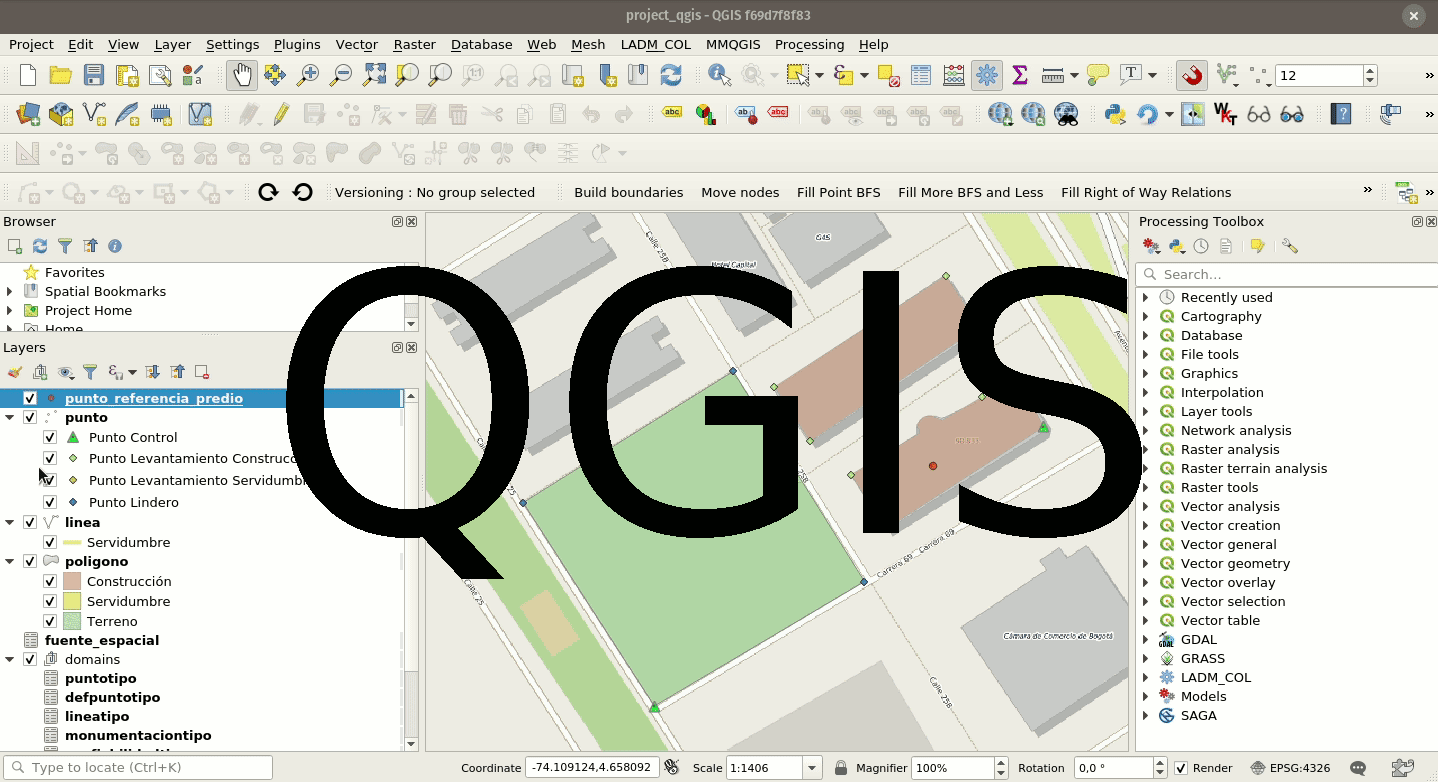 project_qgis - QGIS f69d7f8f83
Project Edit View Layer Settings Plugins Vector Raster Database Web Mesh LADM_COL MMQGIS Processing Help
12
Versioning : No group selected Build boundaries Move nodes Fill Point BFS Fill More BFS and Less Fill Right of Way Relations
Browser
Favorites
Spatial Bookmarks
Project Home
Home
Layers
punto_referencia_predio
punto
Punto Control
Punto Levantamiento Construcc
Punto Levantamiento Servidumb
Punto Lindero
linea
Servidumbre
poligono
Construcción
Servidumbre
Terreno
fuente_espacial
domains
puntotipo
defpuntotipo
lineatipo
monumentaciontipo
QGIS
Calle 25B
Hotel Capital
Carrera 69
Carrera 69
Calle 25
Calle 25B
Cámara de Comercio de Bogotá
Processing Toolbox
Search...
Recently used
Cartography
Database
File tools
Graphics
Interpolation
Layer tools
Network analysis
Raster analysis
Raster terrain analysis
Raster tools
Vector analysis
Vector creation
Vector general
Vector geometry
Vector overlay
Vector selection
Vector table
GDAL
GRASS
LADM_COL
Models
SAGA
Type to locate (Ctrl+K) Coordinate -74.109124,4.658092 Scale 1:1406 Magnifier 100% Rotation 0,0 ° Render EPSG:4326